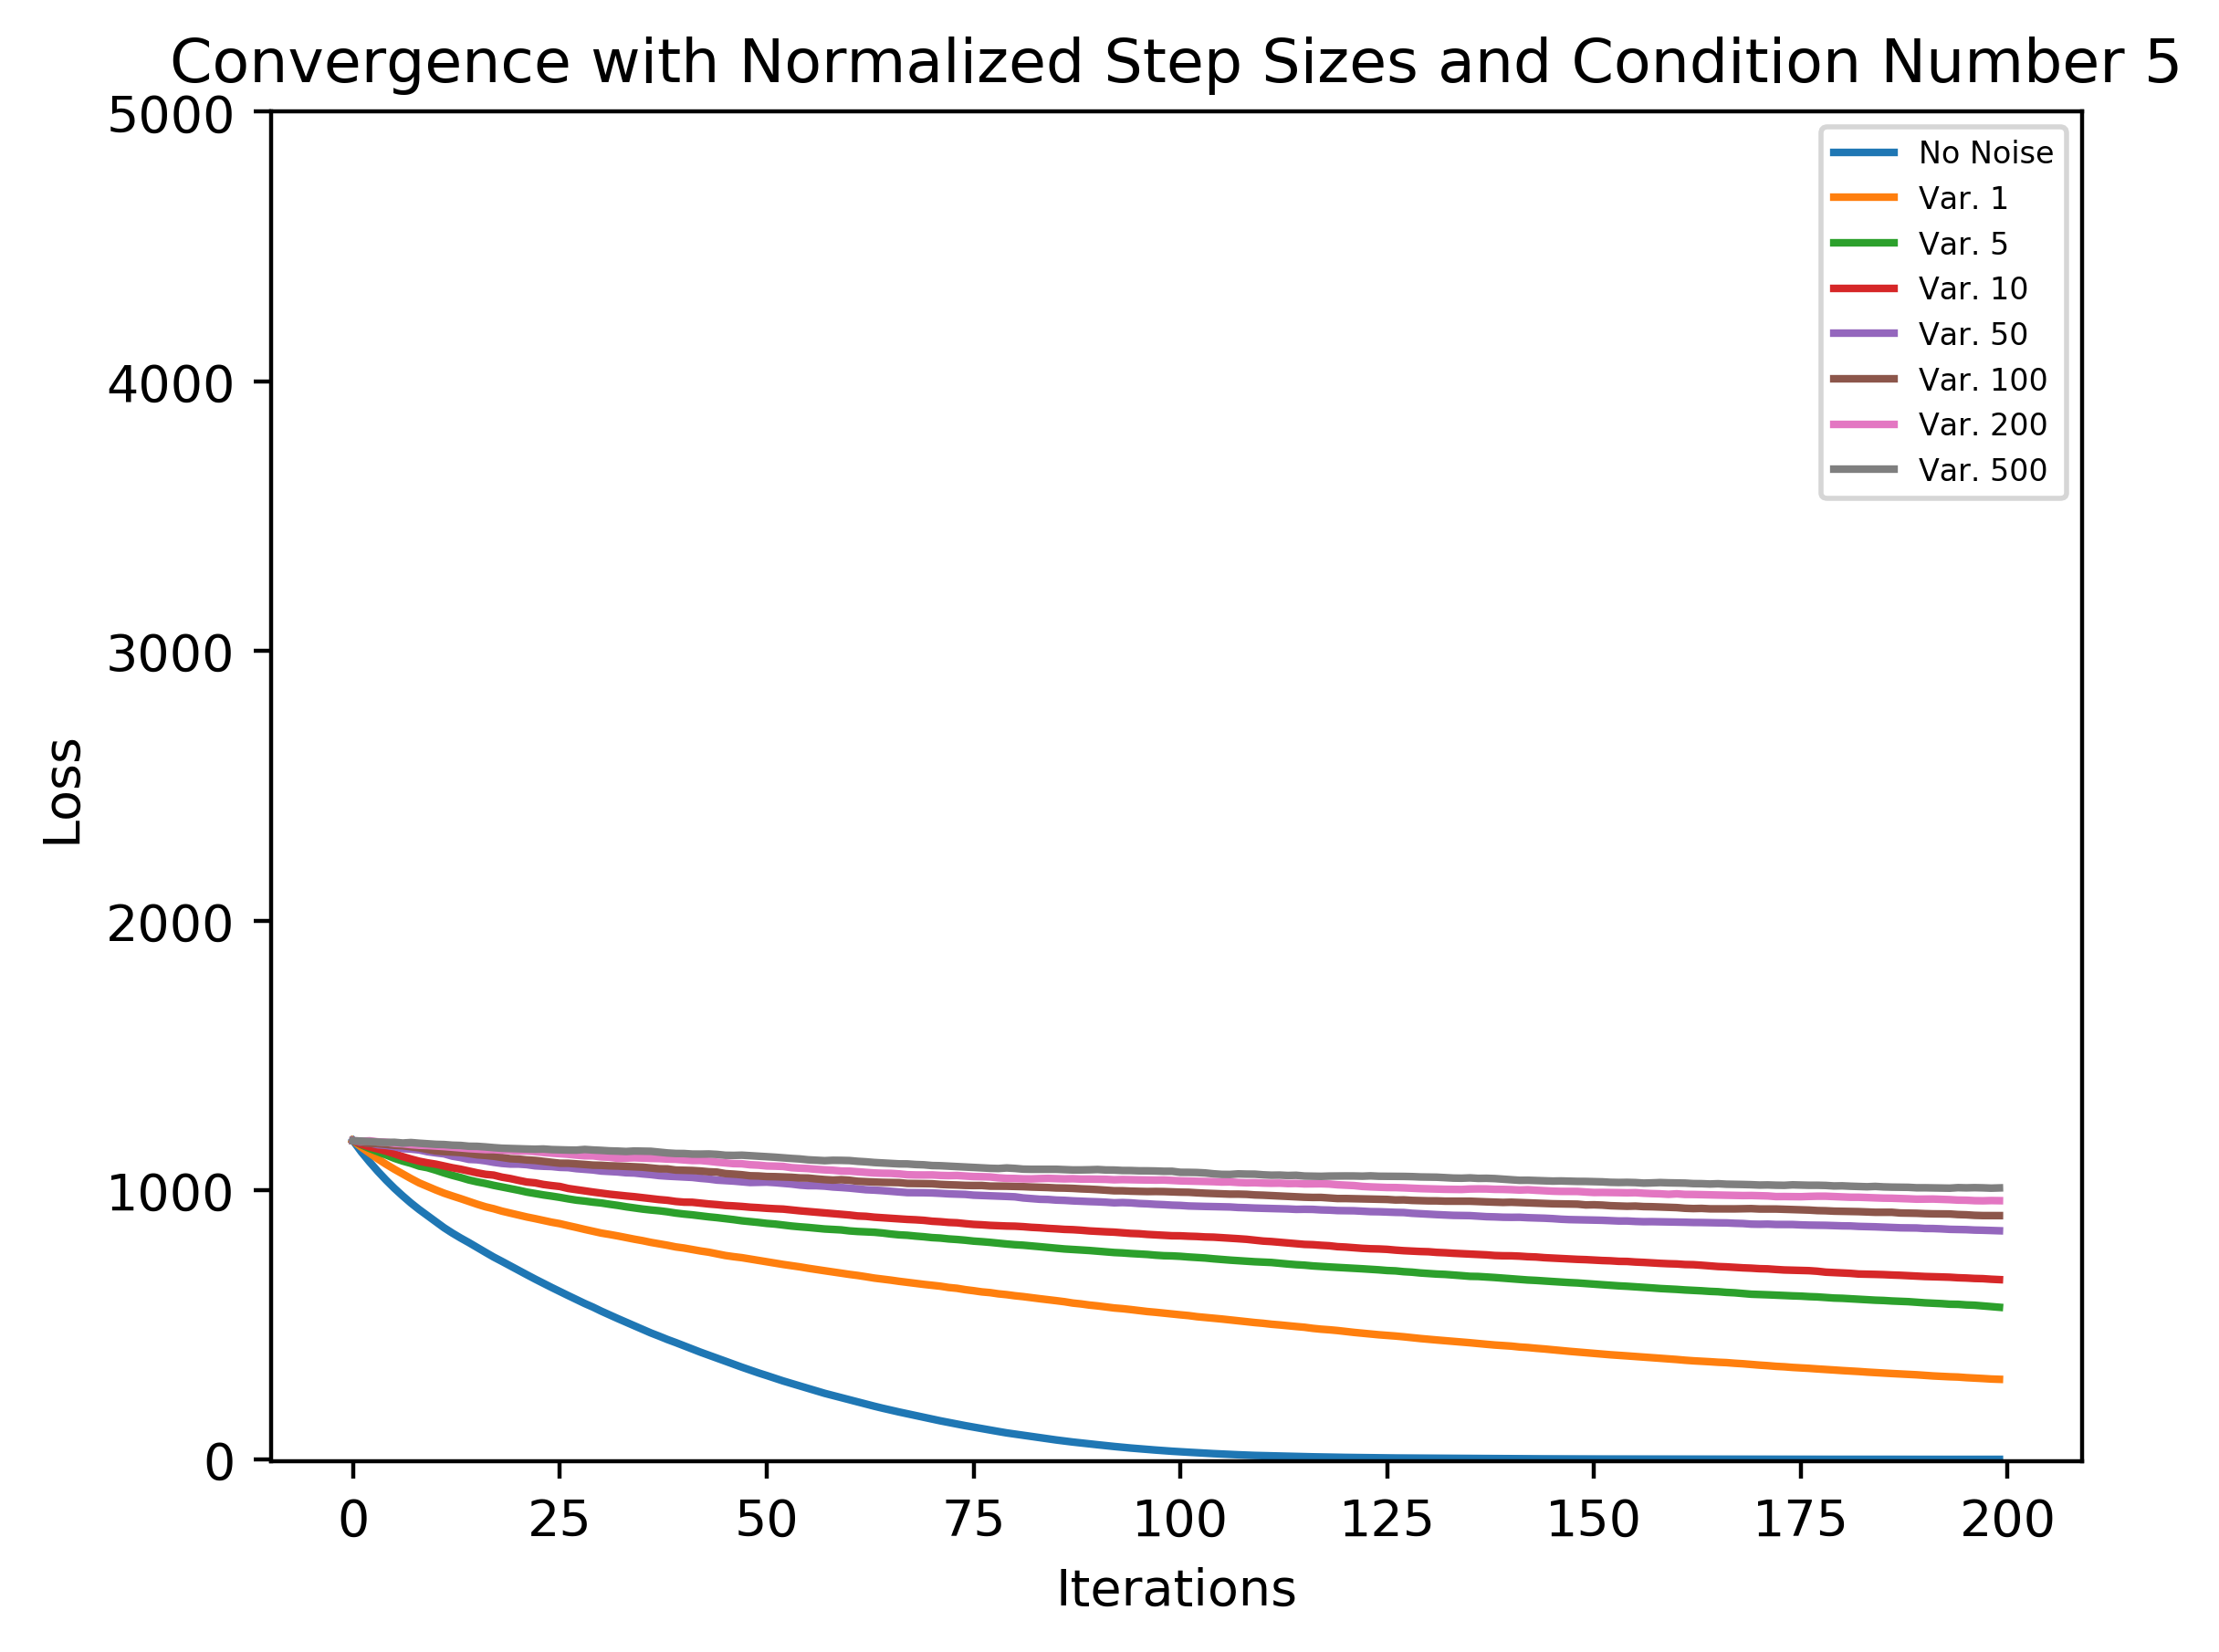 Convergence with Normalized Step Sizes and Condition Number 5
5000
4000
3000
2000
1000
0
Loss
No Noise
Var. 1
Var. 5
Var. 10
Var. 50
Var. 100
Var. 200
Var. 500
0 25 50 75 100 125 150 175 200
Iterations